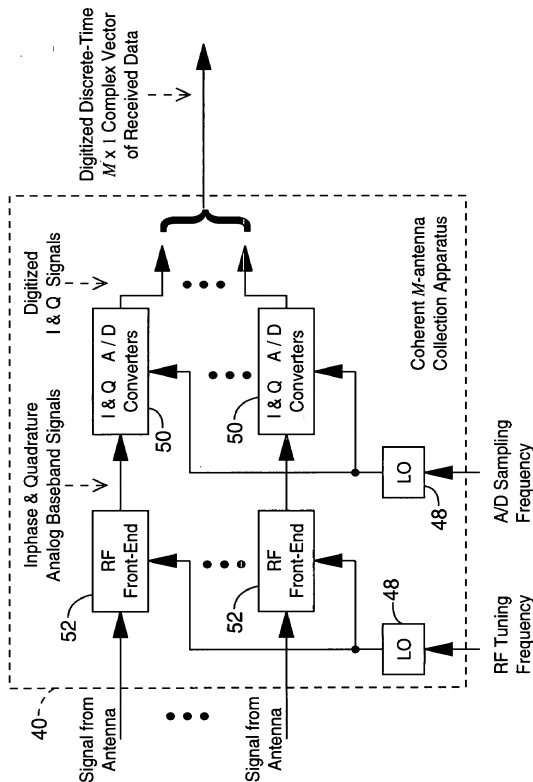 Digitized Discrete-Time
M x 1 Complex Vector
of Received Data
Digitized
I & Q Signals
Inphase & Quadrature
Analog Baseband Signals
40
Signal from
Antenna
52
RF
Front-End
50
I & Q A / D
Converters
Signal from
Antenna
52
RF
Front-End
50
I & Q A / D
Converters
48
LO
48
LO
Coherent M-antenna
Collection Apparatus
RF Tuning
Frequency
A/D Sampling
Frequency